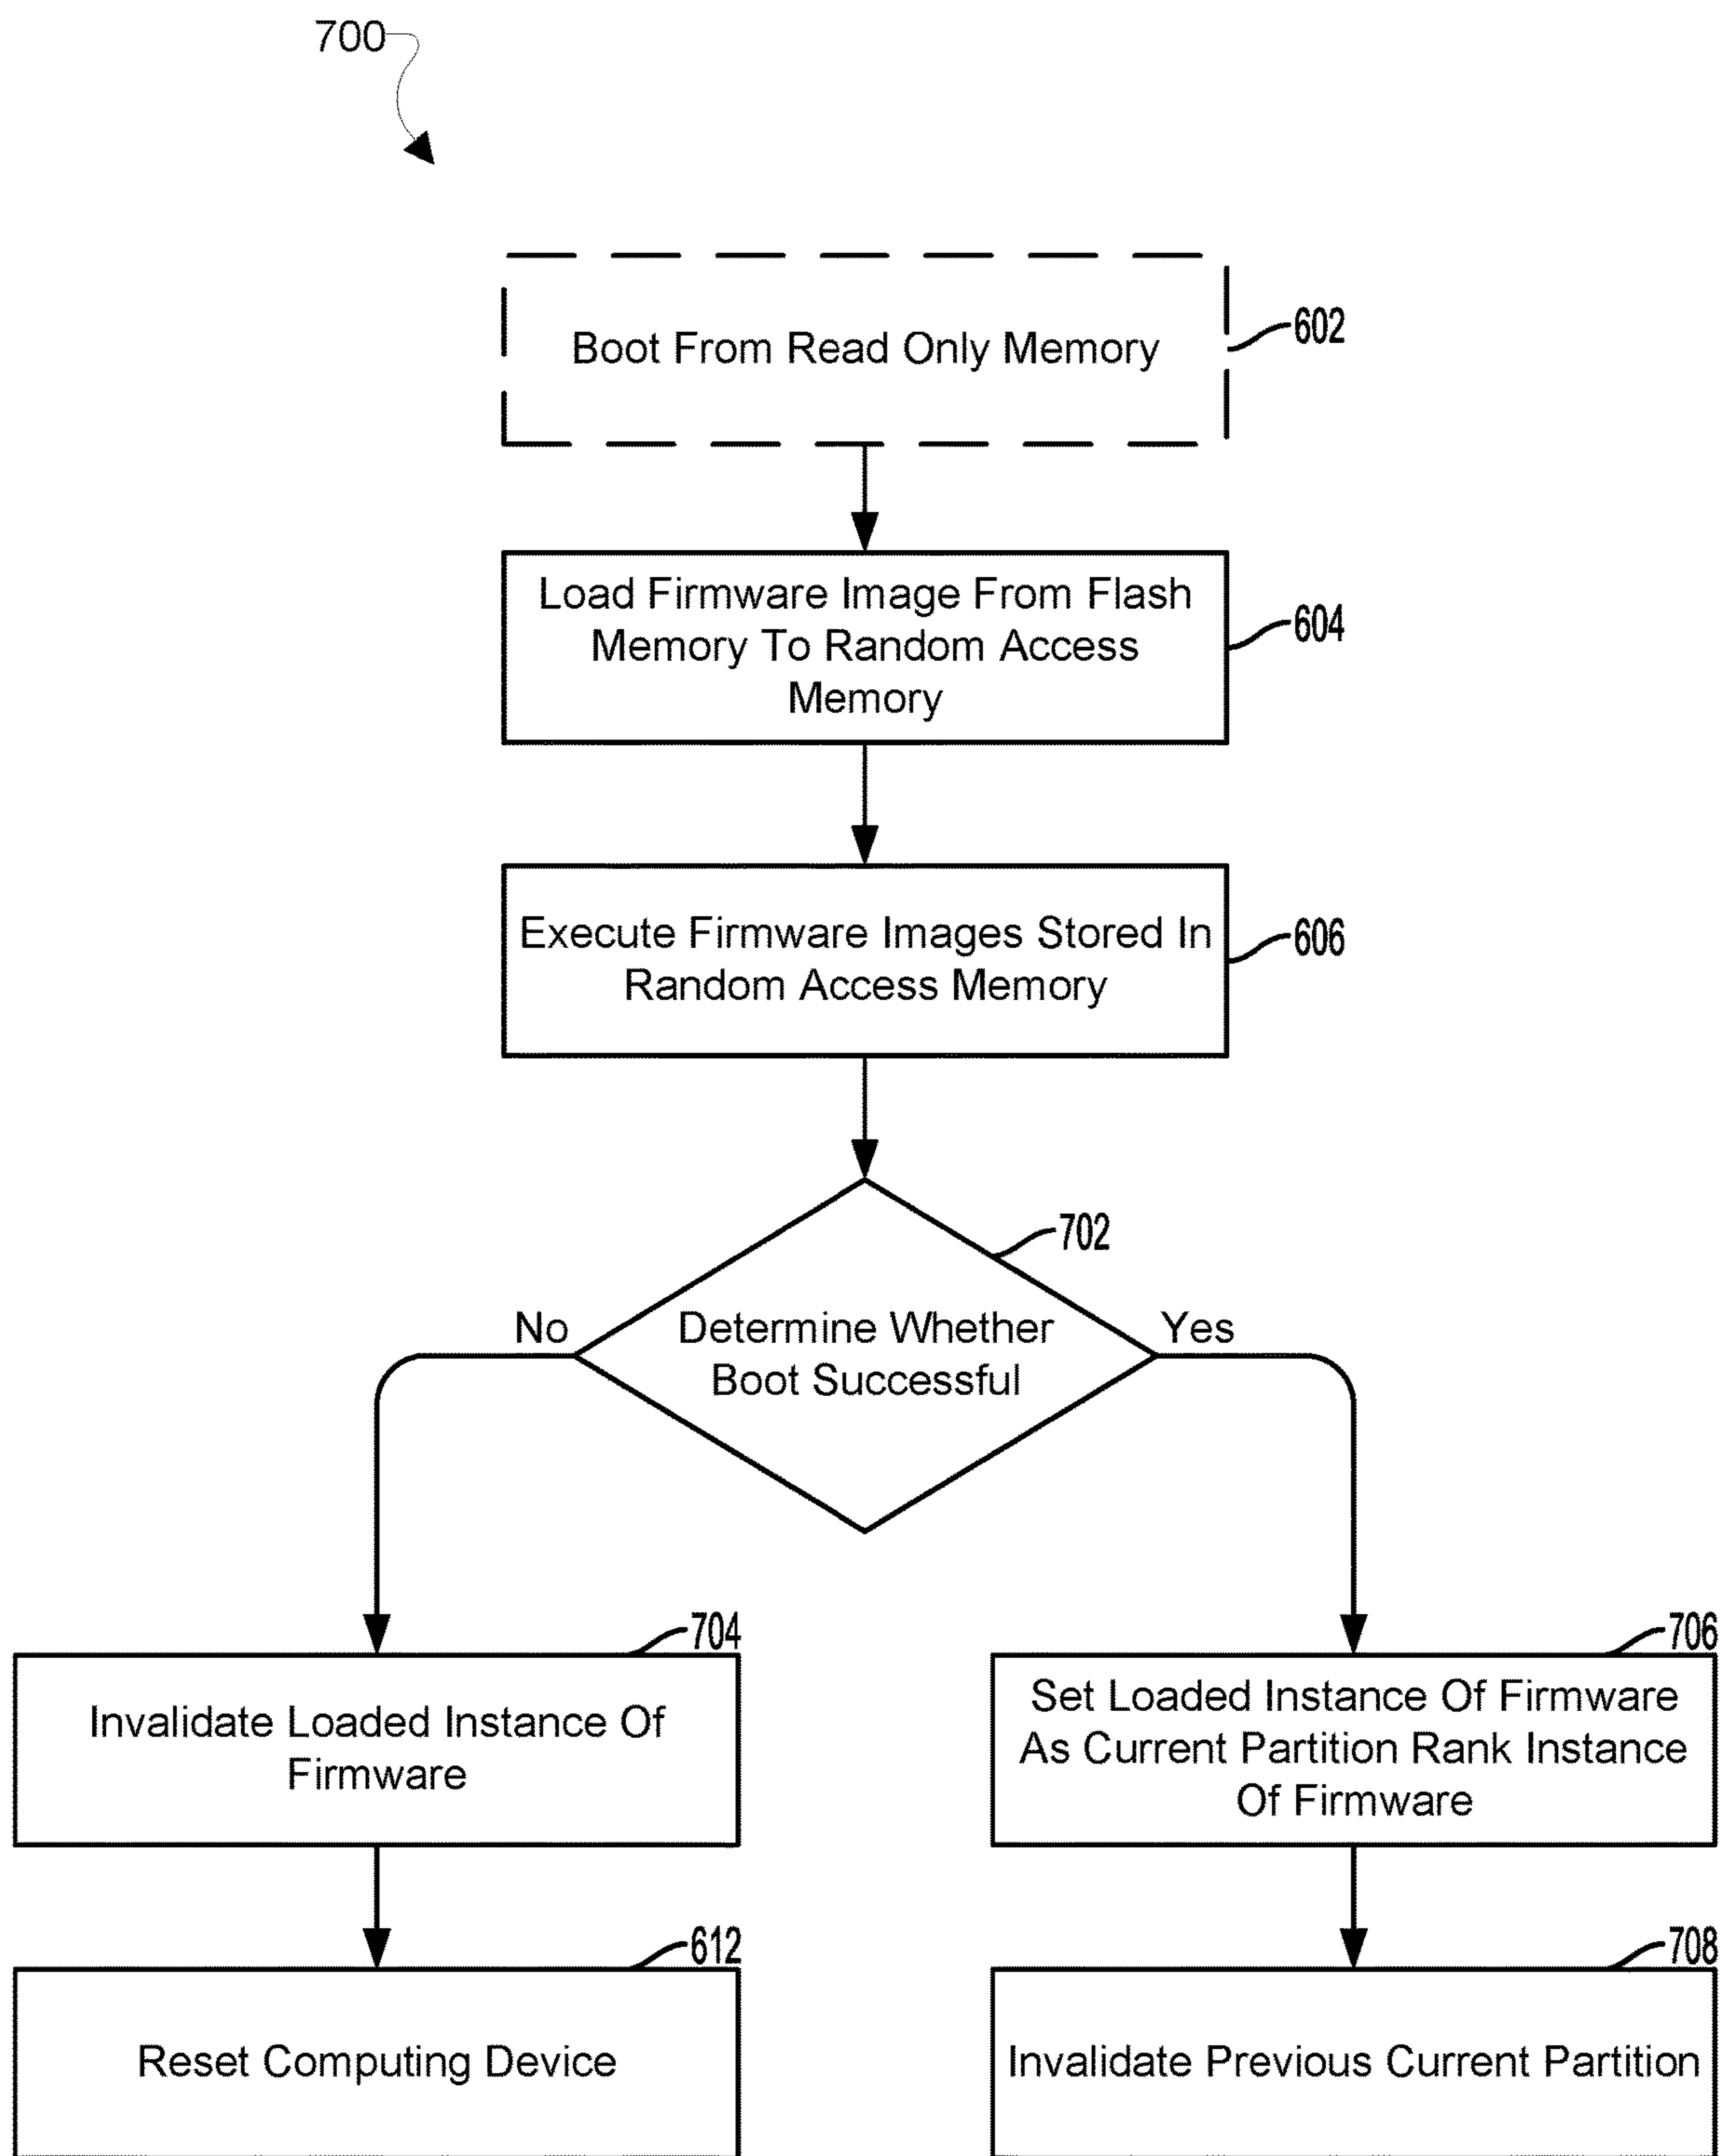 700
Boot From Read Only Memory
602
Load Firmware Image From Flash
Memory To Random Access
Memory
604
Execute Firmware Images Stored In
Random Access Memory
606
702
No
Determine Whether
Boot Successful
Yes
704
Invalidate Loaded Instance Of
Firmware
706
Set Loaded Instance Of Firmware
As Current Partition Rank Instance
Of Firmware
612
Reset Computing Device
708
Invalidate Previous Current Partition